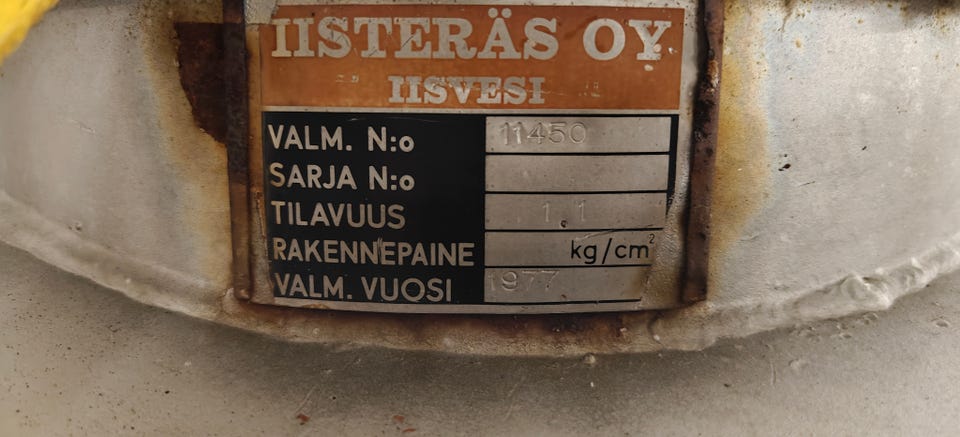 IISTERÄS OY
IISVESI
VALM. N:o 11450
SARJA N:o
TILAVUUS 1,1
RAKENNEPAINE kg/cm²
VALM. VUOSI 1977